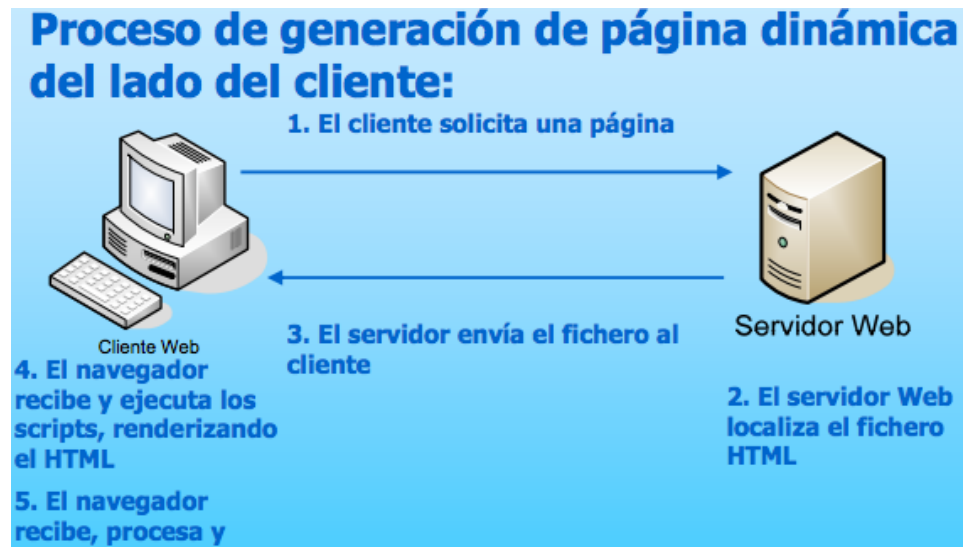 Proceso de generación de página dinámica
del lado del cliente:
1. El cliente solicita una página
Servidor Web
3. El servidor envía el fichero al
cliente
Cliente Web
4. El navegador
recibe y ejecuta los
scripts, renderizando
el HTML
2. El servidor Web
localiza el fichero
HTML
5. El navegador
recibe, procesa y